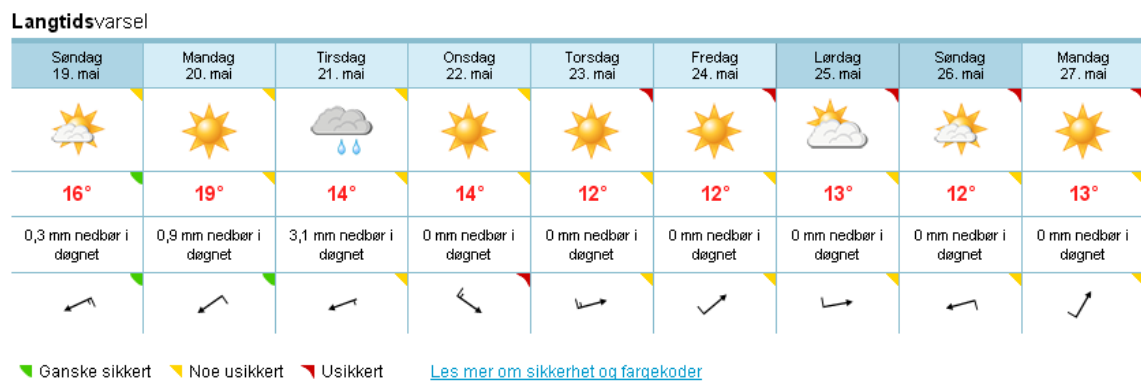 Langtidsvarsel
Søndag Mandag Tirsdag Onsdag Torsdag Fredag Lørdag Søndag Mandag
19. mai 20. mai 21. mai 22. mai 23. mai 24. mai 25. mai 26. mai 27. mai
16° 19° 14° 14° 12° 12° 13° 12° 13°
0,3 mm nedbør i 0,9 mm nedbør i 3,1 mm nedbør i 0 mm nedbør i 0 mm nedbør i 0 mm nedbør i 0 mm nedbør i 0 mm nedbør i 0 mm nedbør i
døgnet døgnet døgnet døgnet døgnet døgnet døgnet døgnet døgnet
Ganske sikkert Noe usikkert Usikkert Les mer om sikkerhet og fargekoder